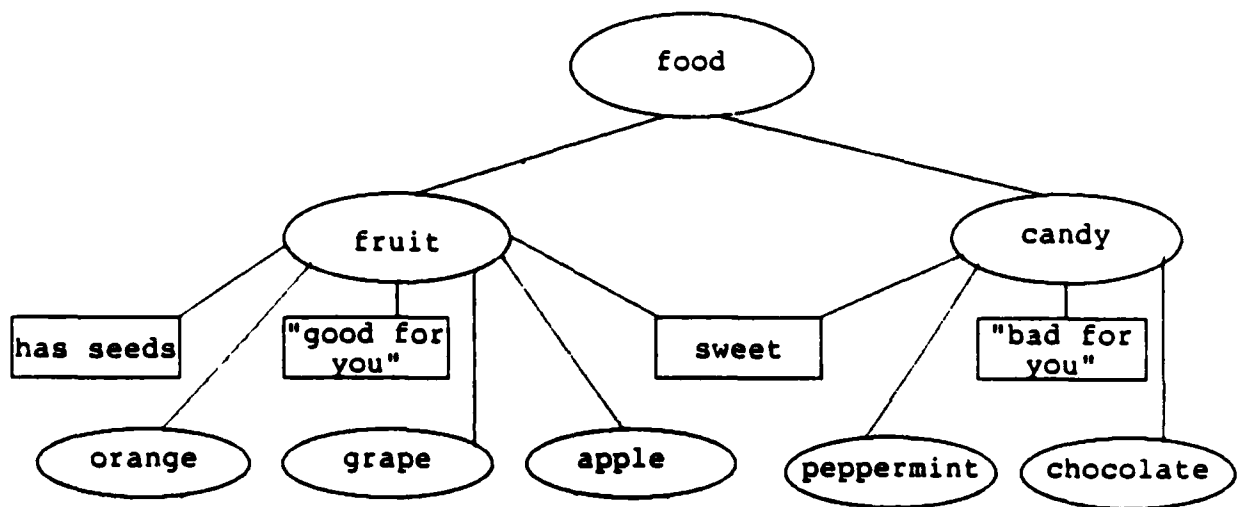 food
fruit
candy
has seeds
"good for
you"
sweet
"bad for
you"
orange
grape
apple
peppermint
chocolate